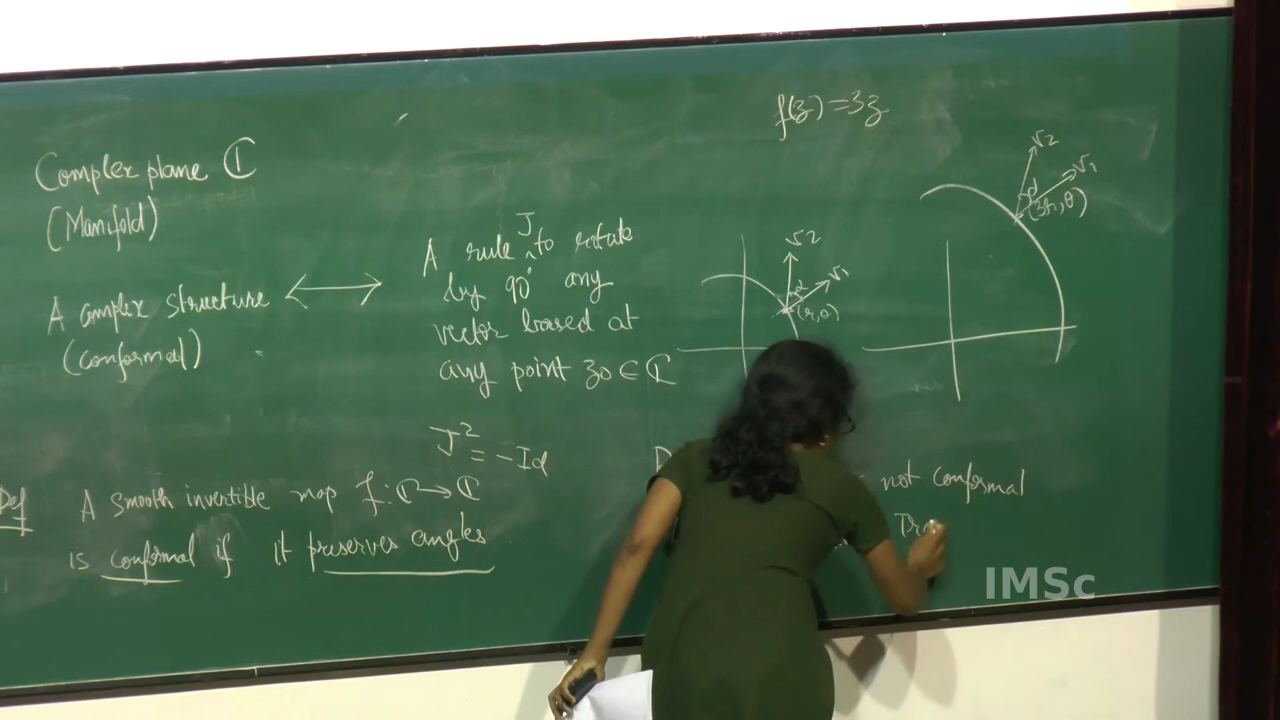 Complex plane ℂ
(Manifold)
A complex structure
(conformal)
A rule J to rotate
by 90° any
vector based at
any point z0 ∈ ℂ
J² = -Id
Def A smooth invertible map f: ℂ → ℂ
is conformal if it preserves angles
f(z) = 3z
v2
v1
α
(r,θ)
v2
v1
α
(3r,θ)
not conformal
IMSc